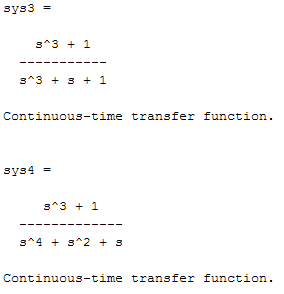 sys3 =
s^3 + 1
-----------
s^3 + s + 1
Continuous-time transfer function.
sys4 =
s^3 + 1
-------------
s^4 + s^2 + s
Continuous-time transfer function.